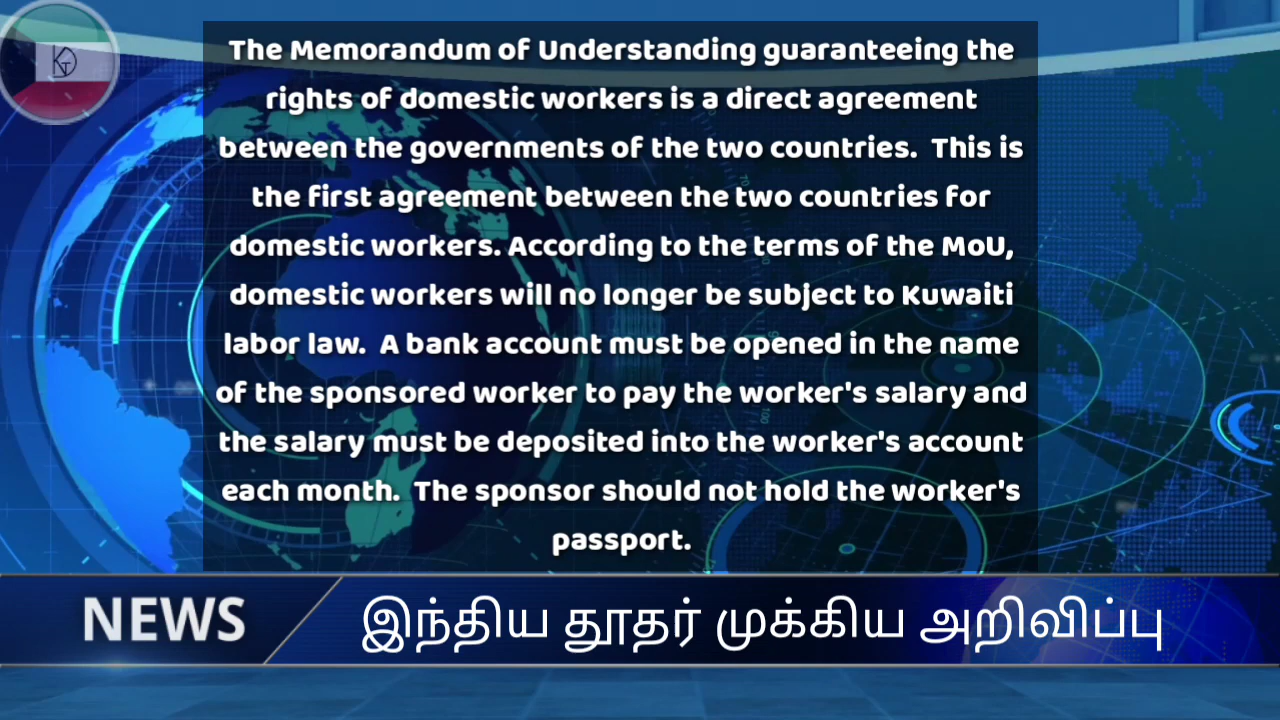 The Memorandum of Understanding guaranteeing the
rights of domestic workers is a direct agreement
between the governments of the two countries.  This is
the first agreement between the two countries for
domestic workers. According to the terms of the MoU,
domestic workers will no longer be subject to Kuwaiti
labor law.  A bank account must be opened in the name
of the sponsored worker to pay the worker's salary and
the salary must be deposited into the worker's account
each month.  The sponsor should not hold the worker's
passport.
NEWS
இந்திய தூதர் முக்கிய அறிவிப்பு